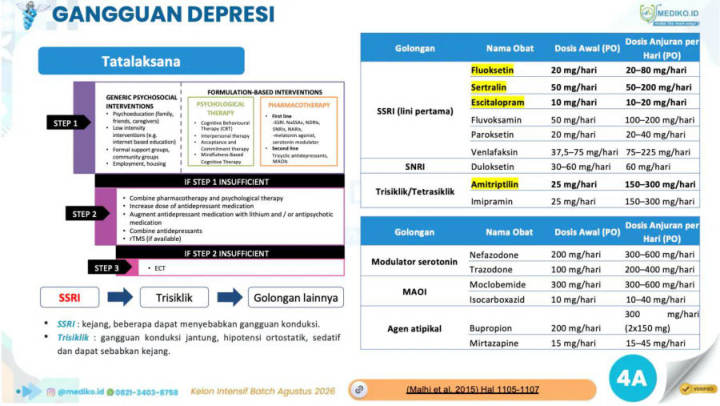 GANGGUAN DEPRESI
MEDIKO.ID
Tatalaksana
GENERIC PSYCHOSOCIAL
INTERVENTIONS
• Psychoeducation (family,
friends, caregivers)
• Low intensity
interventions (e.g.
internet based education)
• Formal support groups,
community groups
• Employment, housing
FORMULATION-BASED INTERVENTIONS
PSYCHOLOGICAL
THERAPY
• Cognitive Behavioural
Therapy (CBT)
• Interpersonal therapy
• Acceptance and
Commitment therapy
• Mindfulness-Based
Cognitive Therapy
PHARMACOTHERAPY
• First line
-SSRI, NaSSAs, NDRIs,
SNRIs, NARIs,
-melatonin agonist,
serotonin modulator
• Second line
Tricyclic antidepressants,
MAOIs
STEP 1
IF STEP 1 INSUFFICIENT
STEP 2
• Combine pharmacotherapy and psychological therapy
• Increase dose of antidepressant medication
• Augment antidepressant medication with lithium and / or antipsychotic
medication
• Combine antidepressants
• rTMS (if available)
IF STEP 2 INSUFFICIENT
STEP 3
• ECT
SSRI
Trisiklik
Golongan lainnya
• SSRI : kejang, beberapa dapat menyebabkan gangguan konduksi.
• Trisiklik : gangguan konduksi jantung, hipotensi ortostatik, sedatif
dan dapat sebabkan kejang.
Golongan Nama Obat Dosis Awal (PO) Dosis Anjuran per
Hari (PO)
SSRI (lini pertama)
Fluoksetin 20 mg/hari 20–80 mg/hari
Sertralin 50 mg/hari 50–200 mg/hari
Escitalopram 10 mg/hari 10–20 mg/hari
Fluvoksamin 50 mg/hari 100–200 mg/hari
Paroksetin 20 mg/hari 20–40 mg/hari
Venlafaksin 37,5–75 mg/hari 75–225 mg/hari
SNRI Duloksetin 30–60 mg/hari 60 mg/hari
Trisiklik/Tetrasiklik
Amitriptilin 25 mg/hari 150–300 mg/hari
Imipramin 25 mg/hari 150–300 mg/hari
Golongan Nama Obat Dosis Awal (PO) Dosis Anjuran per
Hari (PO)
Modulator serotonin
Nefazodone 200 mg/hari 300–600 mg/hari
Trazodone 100 mg/hari 200–400 mg/hari
MAOI
Moclobemide 300 mg/hari 300–600 mg/hari
Isocarboxazid 10 mg/hari 10–40 mg/hari
Agen atipikal
300 mg/hari
Bupropion 200 mg/hari (2x150 mg)
Mirtazapine 15 mg/hari 15–45 mg/hari
4A
@mediko.id 0821-3403-8758 Kelon Intensif Batch Agustus 2026
(Malhi et al. 2015) Hal 1105-1107